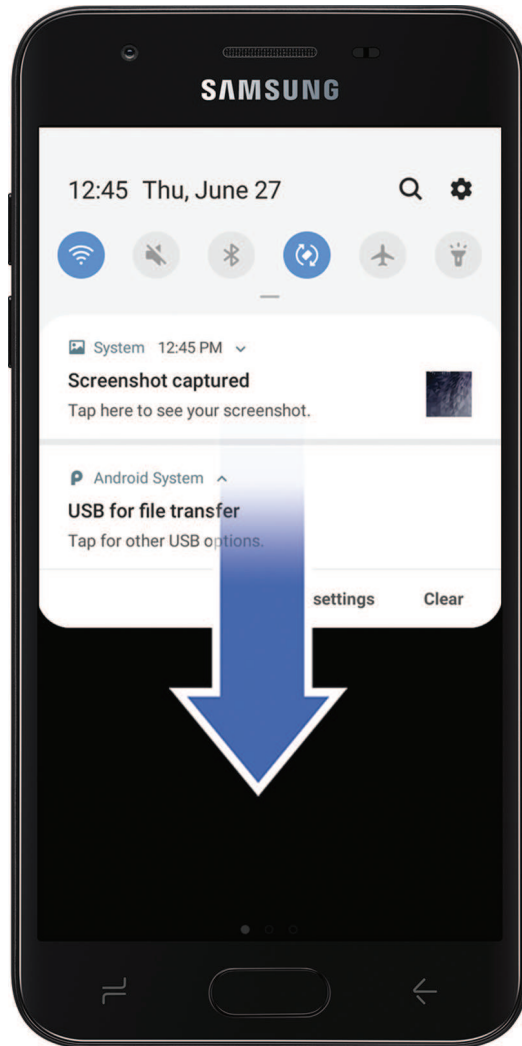 SAMSUNG
12:45 Thu, June 27
System 12:45 PM
Screenshot captured
Tap here to see your screenshot.
Android System
USB for file transfer
Tap for other USB options.
settings Clear